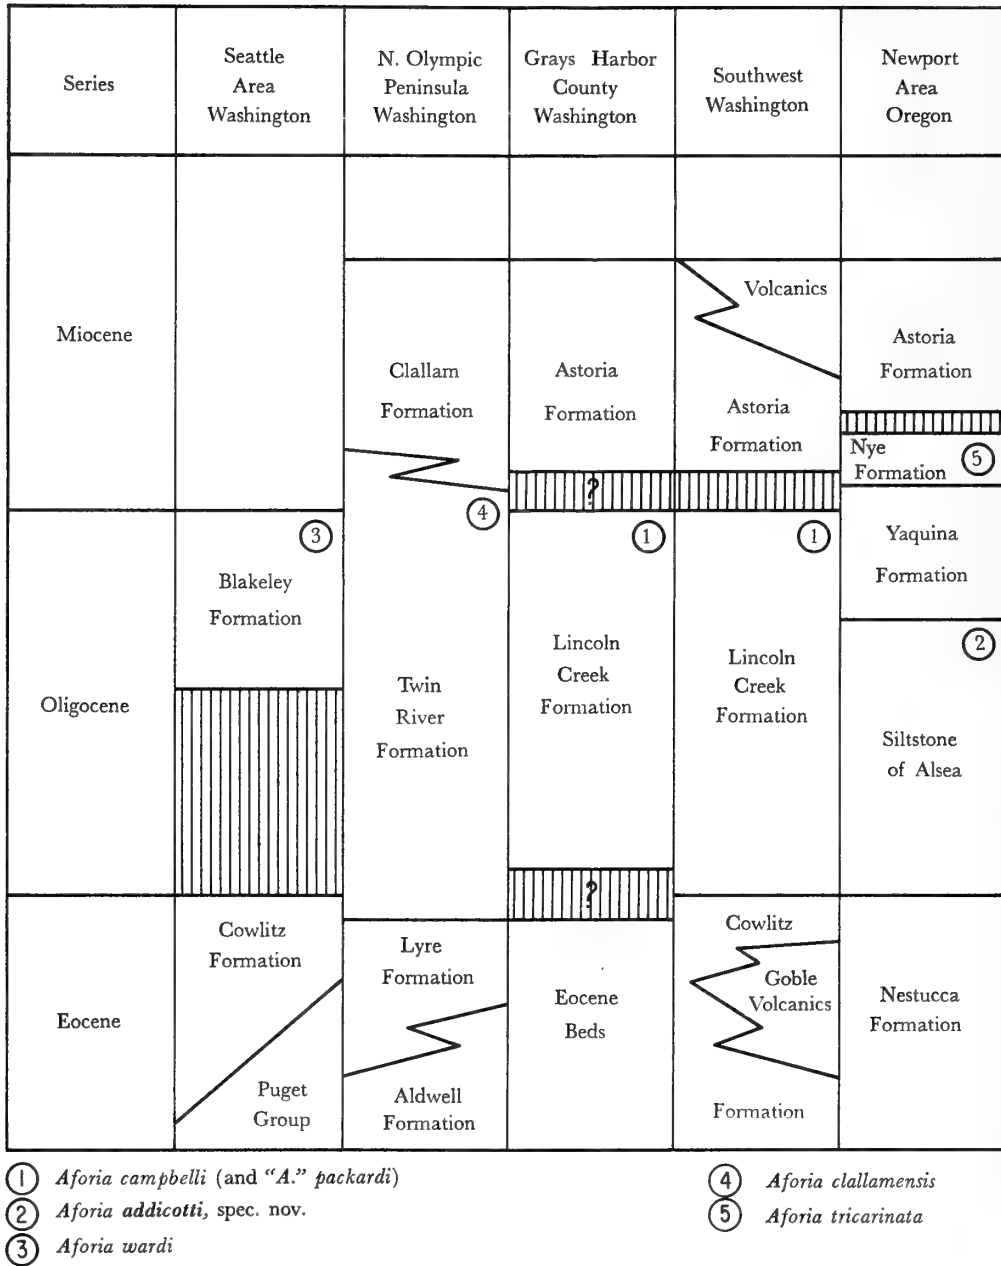 Series
Seattle
Area
Washington
N. Olympic
Peninsula
Washington
Grays Harbor
County
Washington
Southwest
Washington
Newport
Area
Oregon
Miocene
Clallam
Formation
Astoria
Formation
Volcanics
Astoria
Formation
Astoria
Formation
Nye
Formation
5
?
4
3
1
1
Blakeley
Formation
Yaquina
Formation
2
Oligocene
Twin
River
Formation
Lincoln
Creek
Formation
Lincoln
Creek
Formation
Siltstone
of Alsea
?
Eocene
Cowlitz
Formation
Puget
Group
Lyre
Formation
Aldwell
Formation
Eocene
Beds
Cowlitz
Goble
Volcanics
Formation
Nestucca
Formation
1 Aforia campbelli (and "A." packardi)
2 Aforia addicotti, spec. nov.
3 Aforia wardi
4 Aforia clallamensis
5 Aforia tricarinata